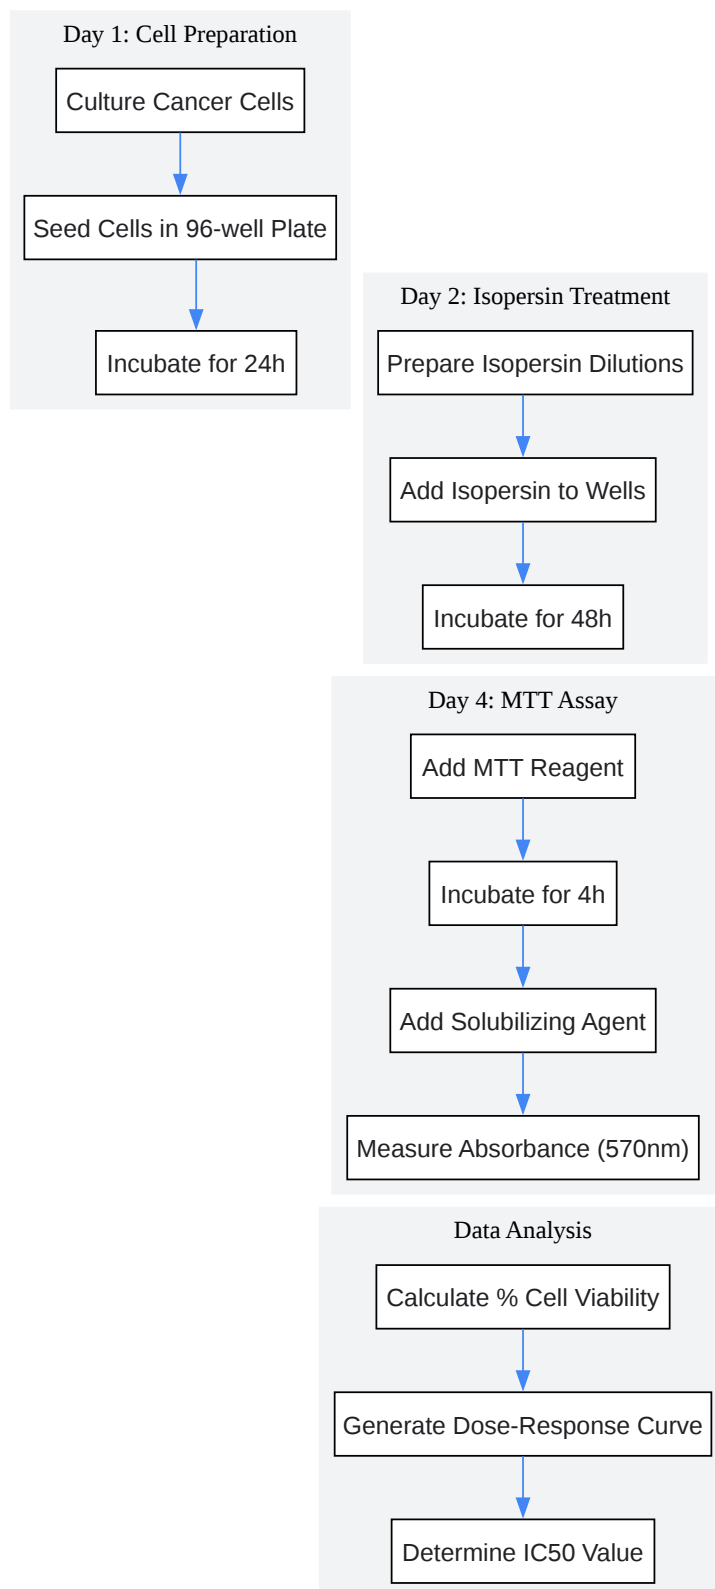 Day 1: Cell Preparation
Culture Cancer Cells
Seed Cells in 96-well Plate
Incubate for 24h
Day 2: Isopersin Treatment
Prepare Isopersin Dilutions
Add Isopersin to Wells
Incubate for 48h
Day 4: MTT Assay
Add MTT Reagent
Incubate for 4h
Add Solubilizing Agent
Measure Absorbance (570nm)
Data Analysis
Calculate % Cell Viability
Generate Dose-Response Curve
Determine IC50 Value